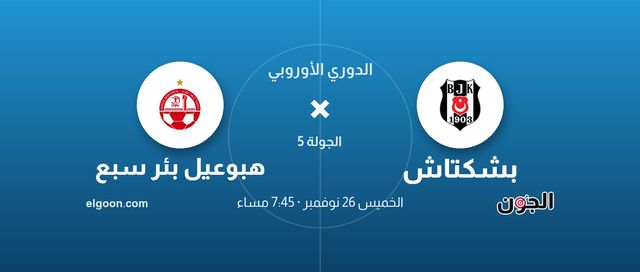 الدوري الأوروبي
BJK
1903
الجولة 5
بشكتاش
هبوعيل بئر سبع
الخميس 26 نوفمبر · 7:45 مساء
الجون
elgoon.com